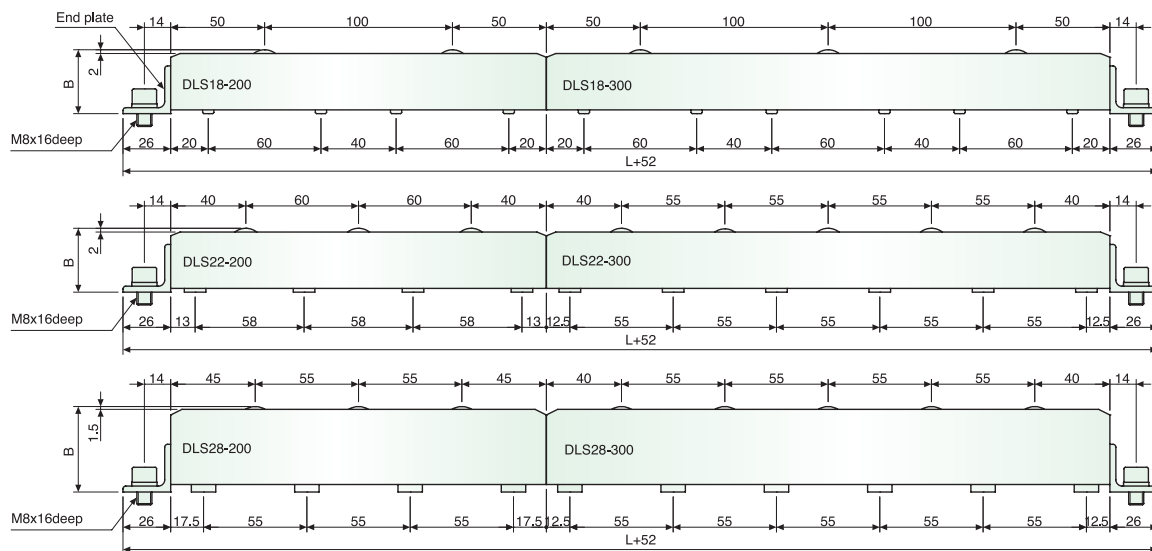 End plate
14 50 100 50 50 100 100 50 14
2
B
DLS18-200 DLS18-300
M8x16deep
26 20 60 40 60 20 20 60 40 60 40 60 20 26
L+52
14 40 60 60 40 40 55 55 55 55 40 14
2
B
DLS22-200 DLS22-300
M8x16deep
26 13 58 58 58 13 12.5 55 55 55 55 55 12.5 26
L+52
14 45 55 55 45 40 55 55 55 55 40 14
1.5
B
DLS28-200 DLS28-300
M8x16deep
26 17.5 55 55 55 17.5 12.5 55 55 55 55 55 12.5 26
L+52